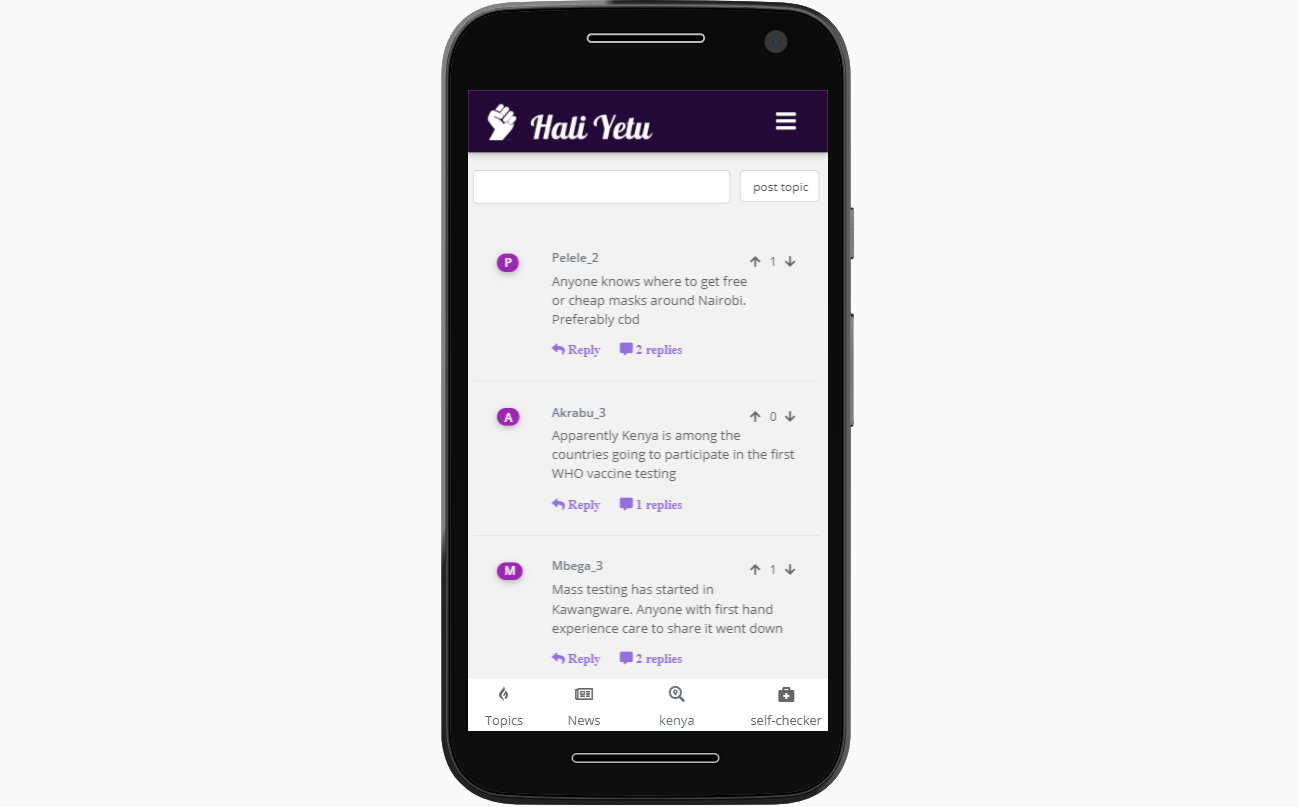 Hali Yetu
post topic
P
Pelele_2
1
Anyone knows where to get free
or cheap masks around Nairobi.
Preferably cbd
Reply
2 replies
A
Akrabu_3
0
Apparently Kenya is among the
countries going to participate in the first
WHO vaccine testing
Reply
1 replies
M
Mbega_3
1
Mass testing has started in
Kawangware. Anyone with first hand
experience care to share it went down
Reply
2 replies
Topics
News
kenya
self-checker